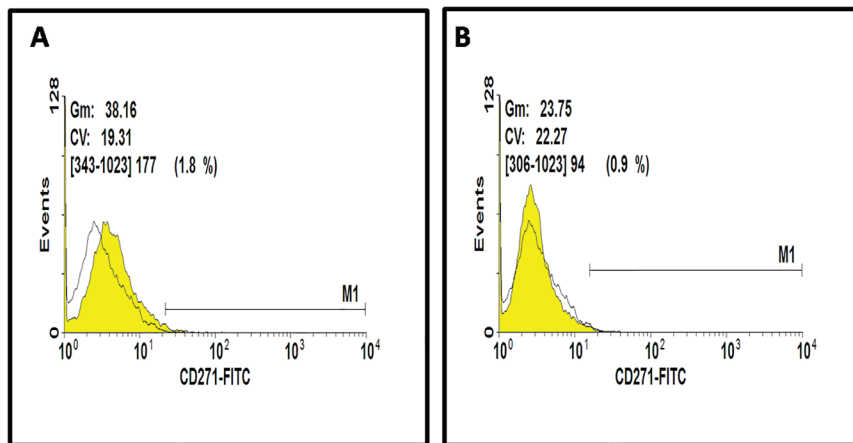 A
128
Gm: 38.16
CV: 19.31
[343-1023] 177 (1.8 %)
Events
M1
0
10^0 10^1 10^2 10^3 10^4
CD271-FITC
B
128
Gm: 23.75
CV: 22.27
[306-1023] 94 (0.9 %)
Events
M1
0
10^0 10^1 10^2 10^3 10^4
CD271-FITC